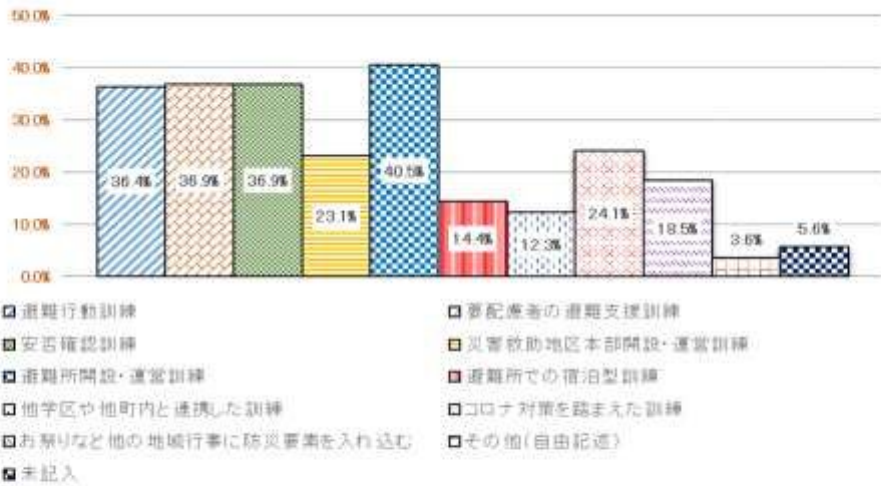 50.0%
40.0%
30.0%
20.0%
10.0%
0.0%
36.4%
36.9%
36.9%
23.1%
40.5%
14.4%
12.3%
24.1%
18.5%
3.6%
5.6%
避難行動訓練
要配慮者の避難支援訓練
安否確認訓練
災害救助地区本部開設・運営訓練
避難所開設・運営訓練
避難所での宿泊型訓練
他学区や他町内と連携した訓練
コロナ対策を踏まえた訓練
お祭りなど他の地域行事に防災要素を入れ込む
その他(自由記述)
未記入